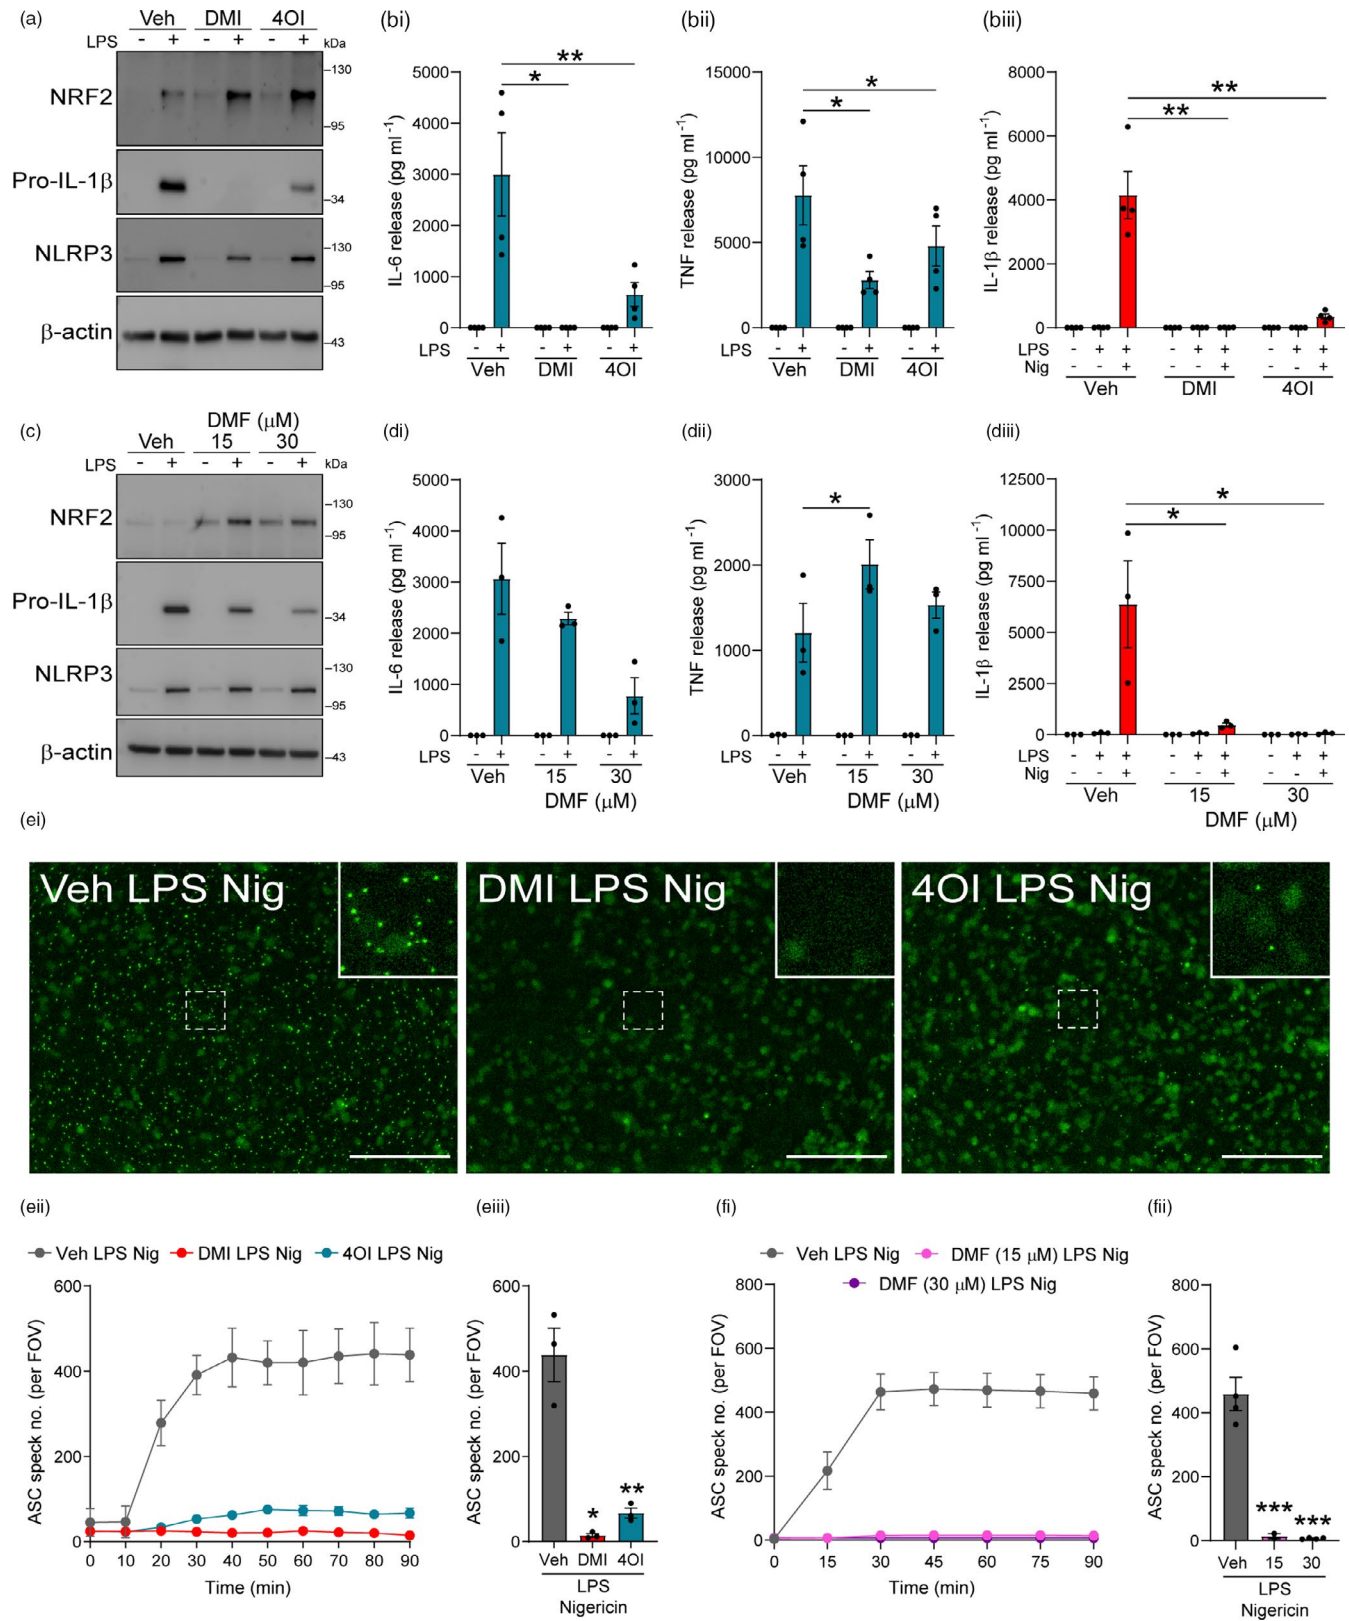 (a)
Veh DMI 4OI
LPS - + - + - + kDa
NRF2
–130
–95
Pro-IL-1β
–34
NLRP3
–130
–95
β-actin
–43
(bi)
** 
*
IL-6 release (pg ml⁻¹)
5000
4000
3000
2000
1000
0
LPS - + - + - +
Veh DMI 4OI
(bii)
*
*
TNF release (pg ml⁻¹)
15000
10000
5000
0
LPS - + - + - +
Veh DMI 4OI
(biii)
**
**
IL-1β release (pg ml⁻¹)
8000
6000
4000
2000
0
LPS - + + - + + - + +
Nig - - + - - + - - +
Veh DMI 4OI
(c)
DMF (μM)
Veh 15 30
LPS - + - + - + kDa
NRF2
–130
–95
Pro-IL-1β
–34
NLRP3
–130
–95
β-actin
–43
(di)
IL-6 release (pg ml⁻¹)
5000
4000
3000
2000
1000
0
LPS - + - + - +
Veh 15 30
DMF (μM)
(dii)
*
TNF release (pg ml⁻¹)
3000
2000
1000
0
LPS - + - + - +
Veh 15 30
DMF (μM)
(diii)
*
*
IL-1β release (pg ml⁻¹)
12500
10000
7500
5000
2500
0
LPS - + + - + + - + +
Nig - - + - - + - - +
Veh 15 30
DMF (μM)
(ei)
Veh LPS Nig
DMI LPS Nig
4OI LPS Nig
(eii)
Veh LPS Nig DMI LPS Nig 4OI LPS Nig
ASC speck no. (per FOV)
600
400
200
0
0 10 20 30 40 50 60 70 80 90
Time (min)
(eiii)
ASC speck no. (per FOV)
600
400
200
0
* **
Veh DMI 4OI
LPS
Nigericin
(fi)
Veh LPS Nig DMF (15 μM) LPS Nig
DMF (30 μM) LPS Nig
ASC speck no. (per FOV)
800
600
400
200
0
0 15 30 45 60 75 90
Time (min)
(fii)
ASC speck no. (per FOV)
800
600
400
200
0
*** ***
Veh 15 30
LPS
Nigericin